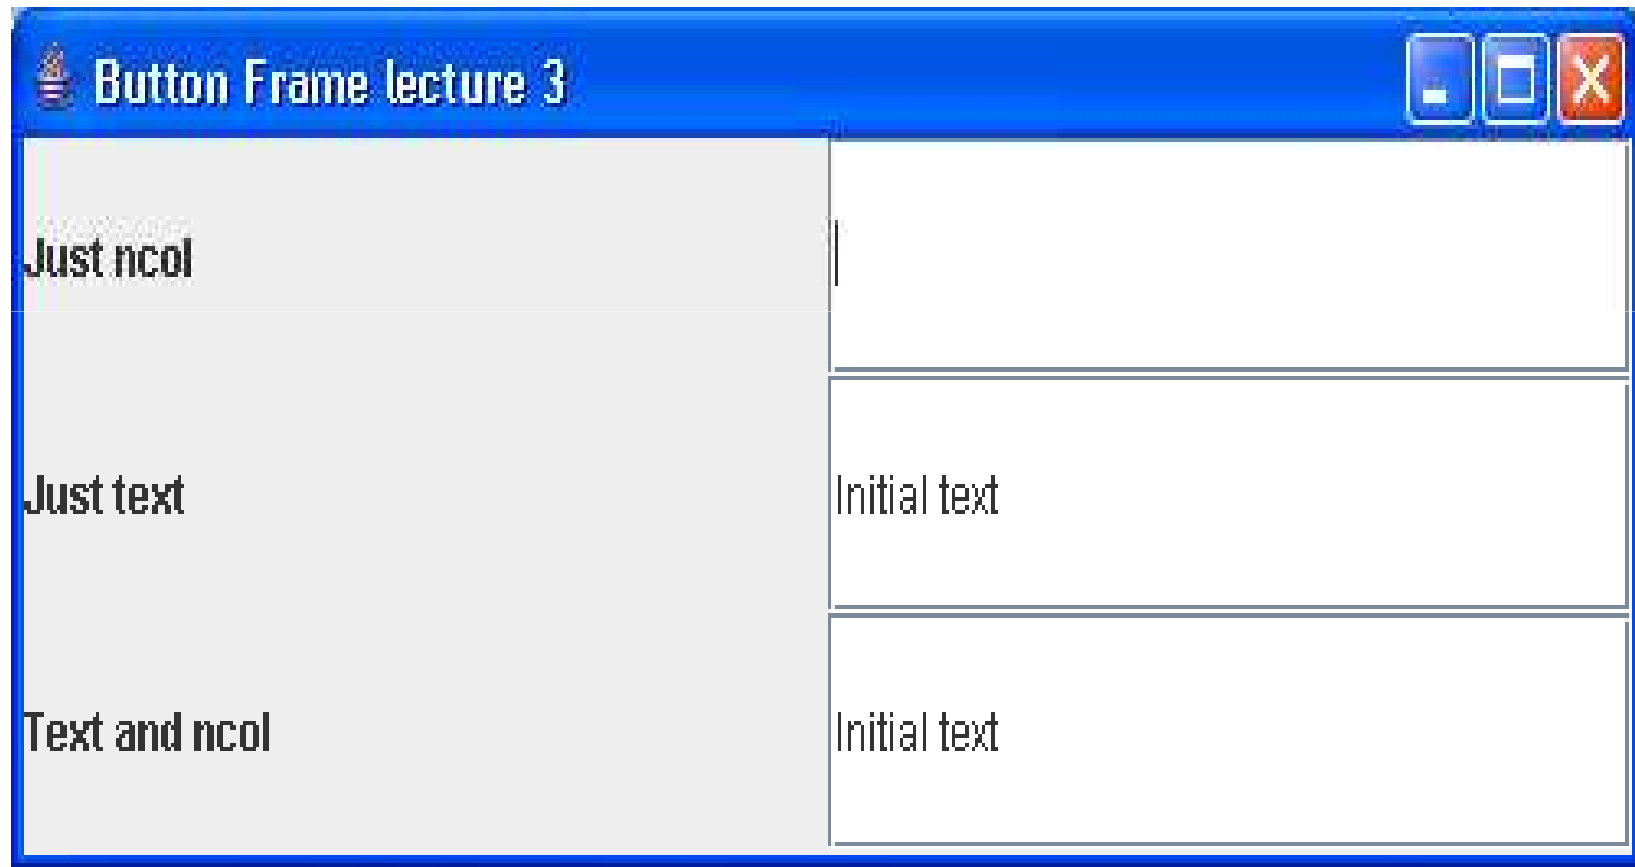 Button Frame lecture 3
Just ncol
Just text Initial text
Text and ncol Initial text